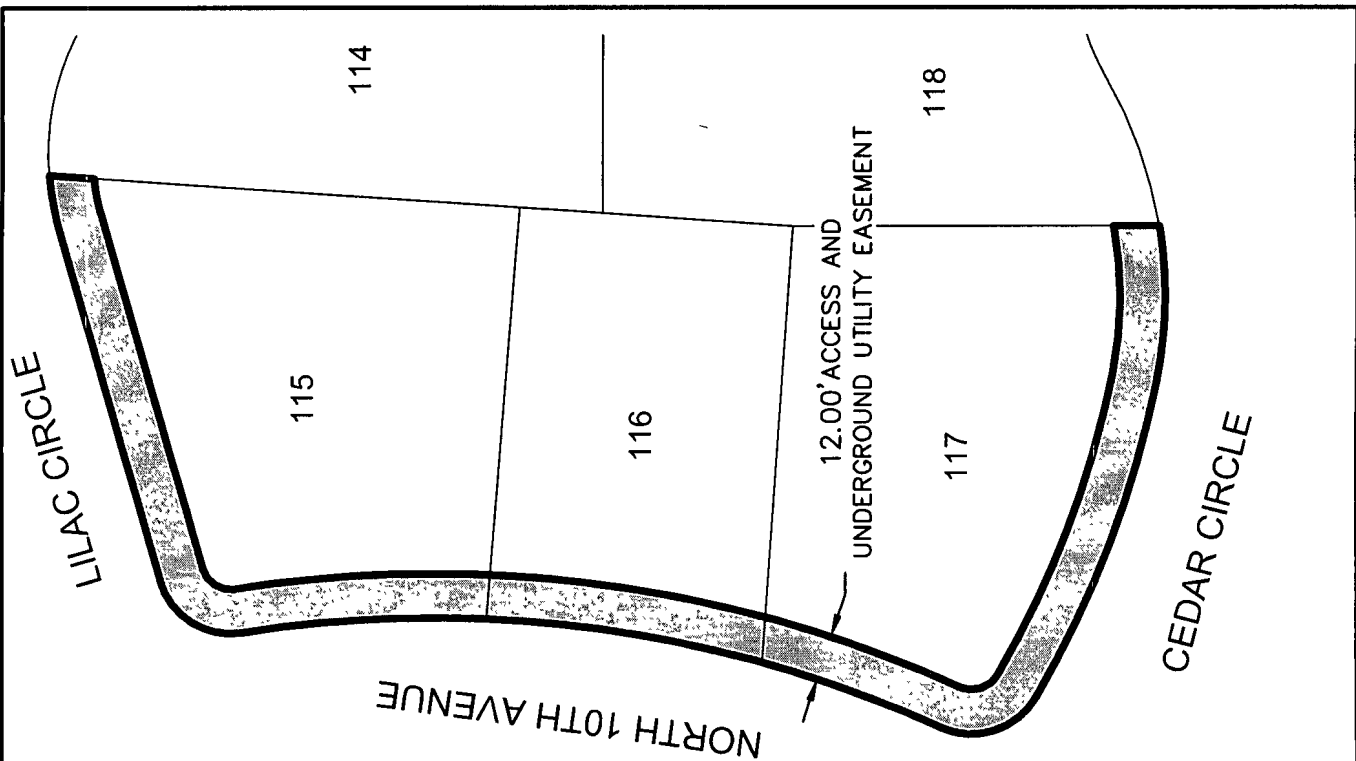 LILAC CIRCLE
114
115
116
12.00' ACCESS AND
UNDERGROUND UTILITY EASEMENT
117
118
NORTH 10TH AVENUE
CEDAR CIRCLE